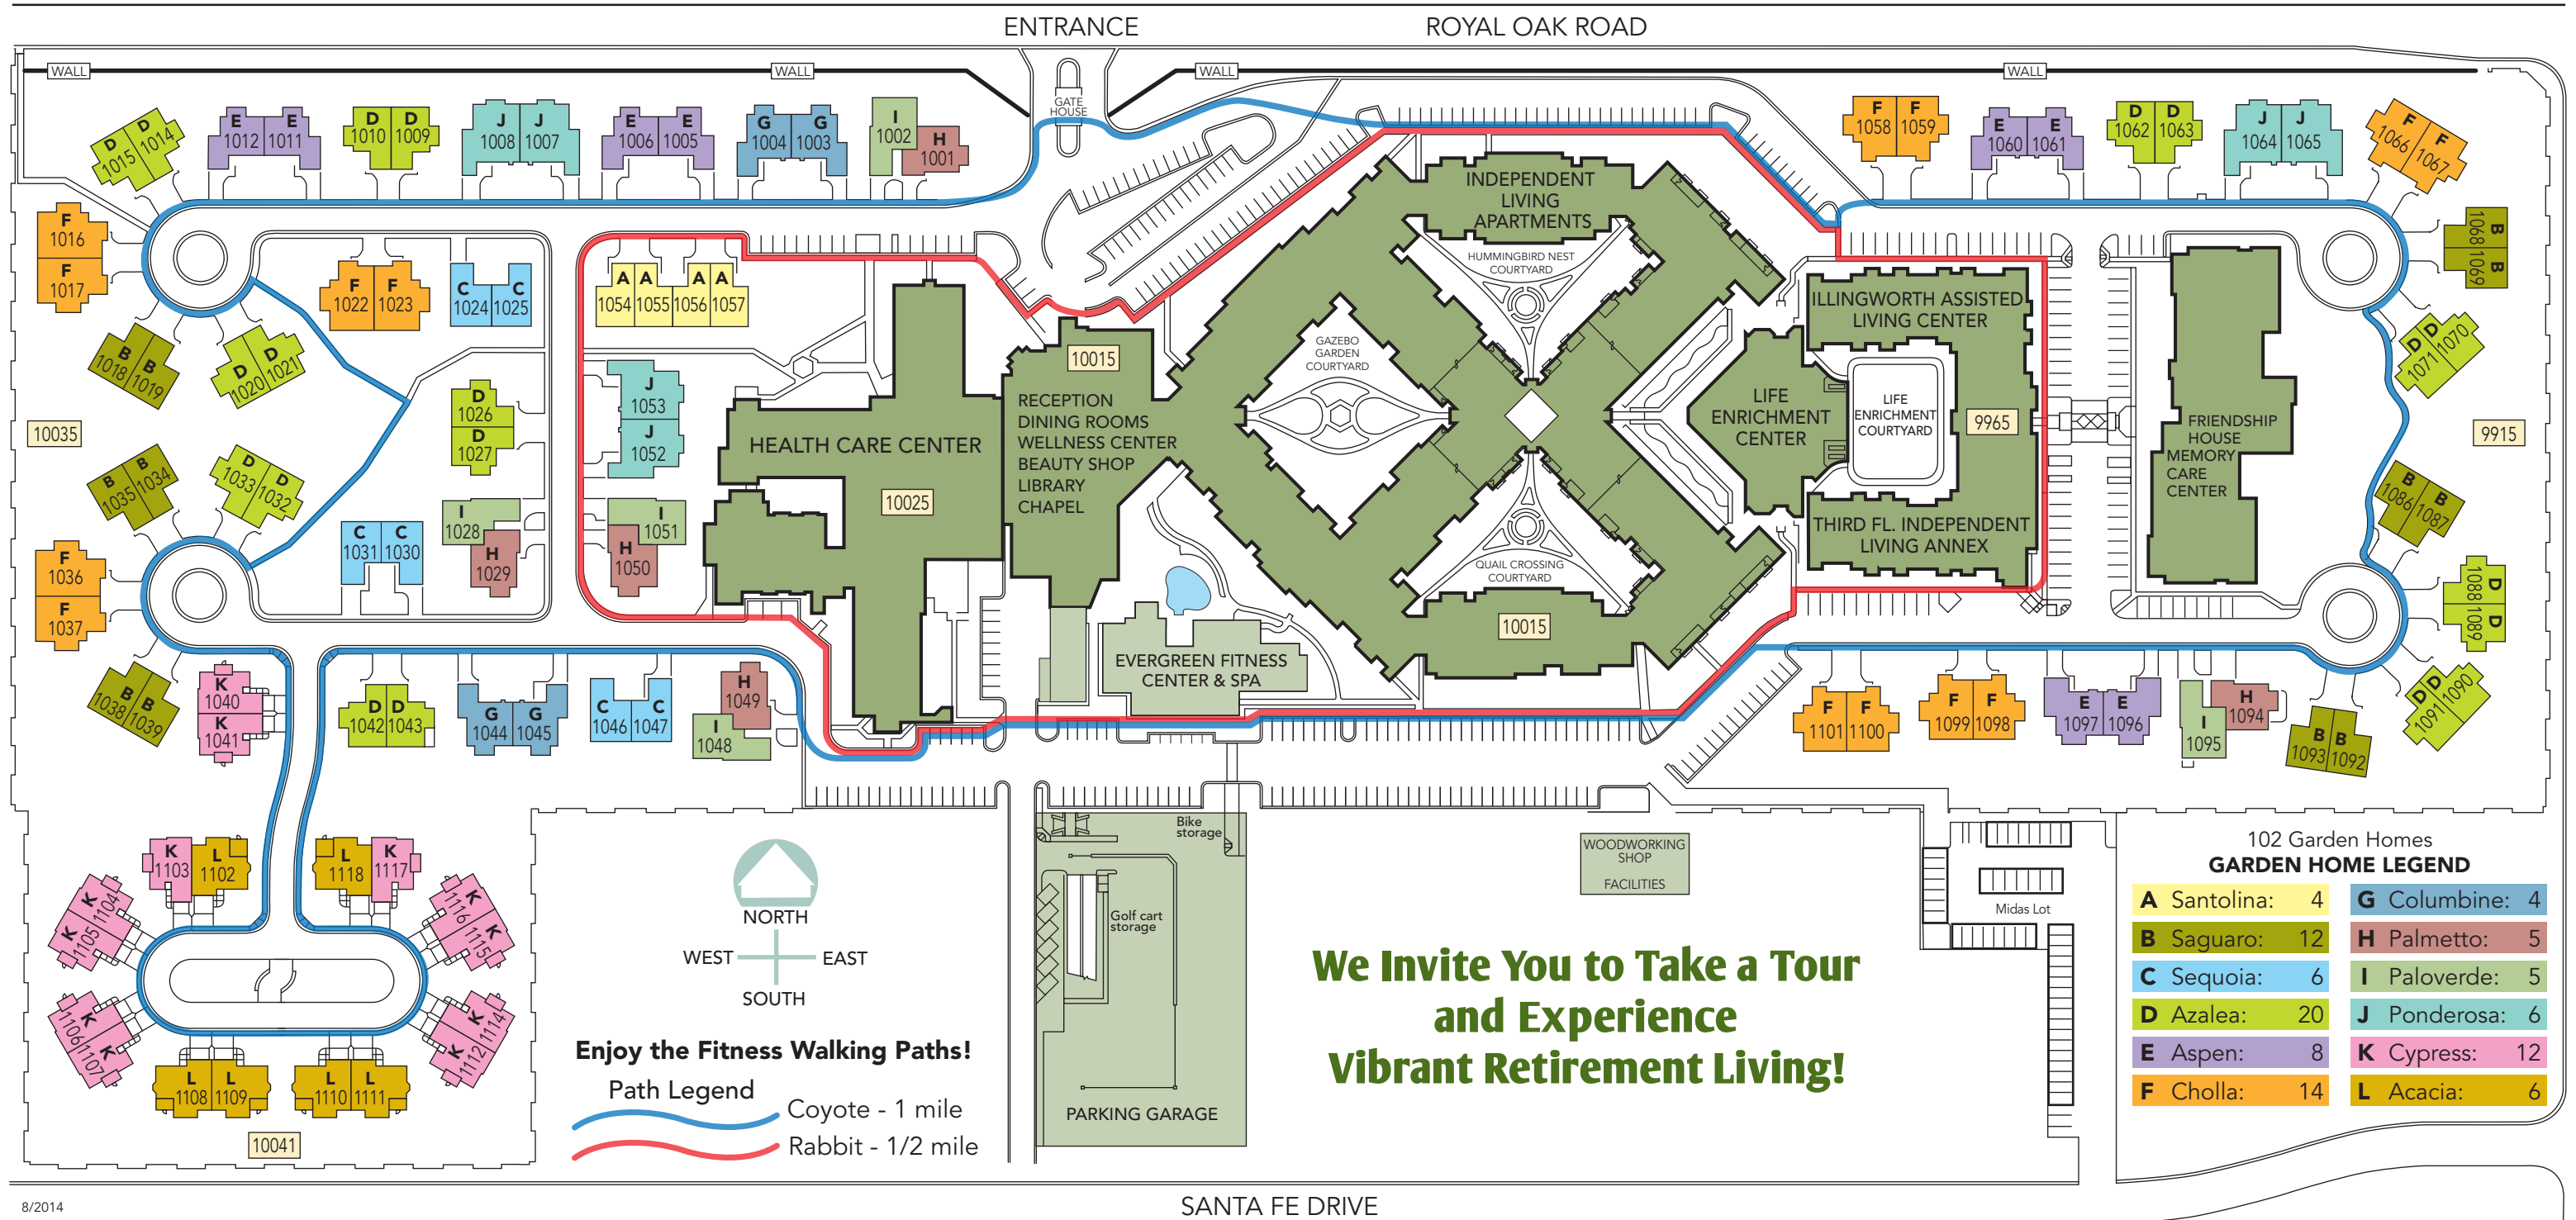 ENTRANCE
ROYAL OAK ROAD
WALL
WALL
WALL
WALL
GATE
HOUSE
D
1015
D
1014
E
1012
E
1011
D
1010
D
1009
J
1008
J
1007
E
1006
E
1005
G
1004
G
1003
I
1002
H
1001
F
1058
F
1059
E
1060
E
1061
D
1062
D
1063
J
1064
J
1065
F
1066
F
1067
B
1068
B
1069
D
1071
D
1070
9915
B
1086
B
1087
D
1088
D
1089
D
1091
D
1090
B
1093
B
1092
H
1094
I
1095
E
1097
E
1096
F
1099
F
1098
F
1101
F
1100
F
1016
F
1017
B
1018
B
1019
D
1020
D
1021
F
1022
F
1023
C
1024
C
1025
A
1054
A
1055
A
1056
A
1057
D
1026
D
1027
J
1053
J
1052
10035
B
1035
B
1034
D
1033
D
1032
I
1028
H
1029
C
1031
C
1030
I
1051
H
1050
F
1036
F
1037
B
1038
B
1039
K
1040
K
1041
D
1042
D
1043
G
1044
G
1045
C
1046
C
1047
H
1049
I
1048
K
1103
L
1102
L
1118
K
1117
K
1104
K
1105
K
1116
K
1115
K
1106
K
1107
K
1114
K
1112
L
1108
L
1109
L
1110
L
1111
10041
HEALTH CARE CENTER
10025
10015
RECEPTION
DINING ROOMS
WELLNESS CENTER
BEAUTY SHOP
LIBRARY
CHAPEL
INDEPENDENT
LIVING
APARTMENTS
HUMMINGBIRD NEST
COURTYARD
GAZEBO
GARDEN
COURTYARD
QUAIL CROSSING
COURTYARD
10015
EVERGREEN FITNESS
CENTER & SPA
ILLINGWORTH ASSISTED
LIVING CENTER
LIFE
ENRICHMENT
CENTER
LIFE
ENRICHMENT
COURTYARD
9965
THIRD FL. INDEPENDENT
LIVING ANNEX
FRIENDSHIP
HOUSE
MEMORY
CARE
CENTER
Bike
storage
Golf cart
storage
PARKING GARAGE
WOODWORKING
SHOP
FACILITIES
Midas Lot
NORTH
WEST
EAST
SOUTH
Enjoy the Fitness Walking Paths!
Path Legend
Coyote - 1 mile
Rabbit - 1/2 mile
We Invite You to Take a Tour
and Experience
Vibrant Retirement Living!
102 Garden Homes
GARDEN HOME LEGEND
A Santolina: 4
B Saguaro: 12
C Sequoia: 6
D Azalea: 20
E Aspen: 8
F Cholla: 14
G Columbine: 4
H Palmetto: 5
I Paloverde: 5
J Ponderosa: 6
K Cypress: 12
L Acacia: 6
8/2014
SANTA FE DRIVE